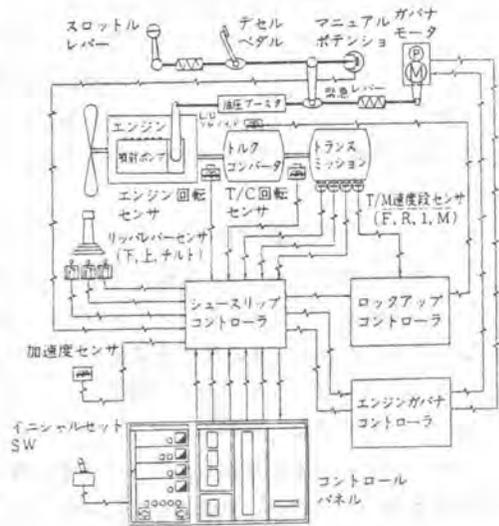 スロットル
レバー
デセル
ペダル
マニュアル
ポテンショ
ガバナ
モータ
P
M
緊急レバー
油圧ブースタ
エンジン
噴射ポンプ
L/U
ソレノイド
トルク
コンバータ
トランス
ミッション
エンジン回転
センサ
T/C回転
センサ
T/M速度段センサ
(F, R, 1, M)
リッパレバーセンサ
(下, 上, チルト)
シュースリップ
コントローラ
ロックアップ
コントローラ
加速度センサ
エンジンガバナ
コントローラ
イニシャルセット
SW
コントロール
パネル